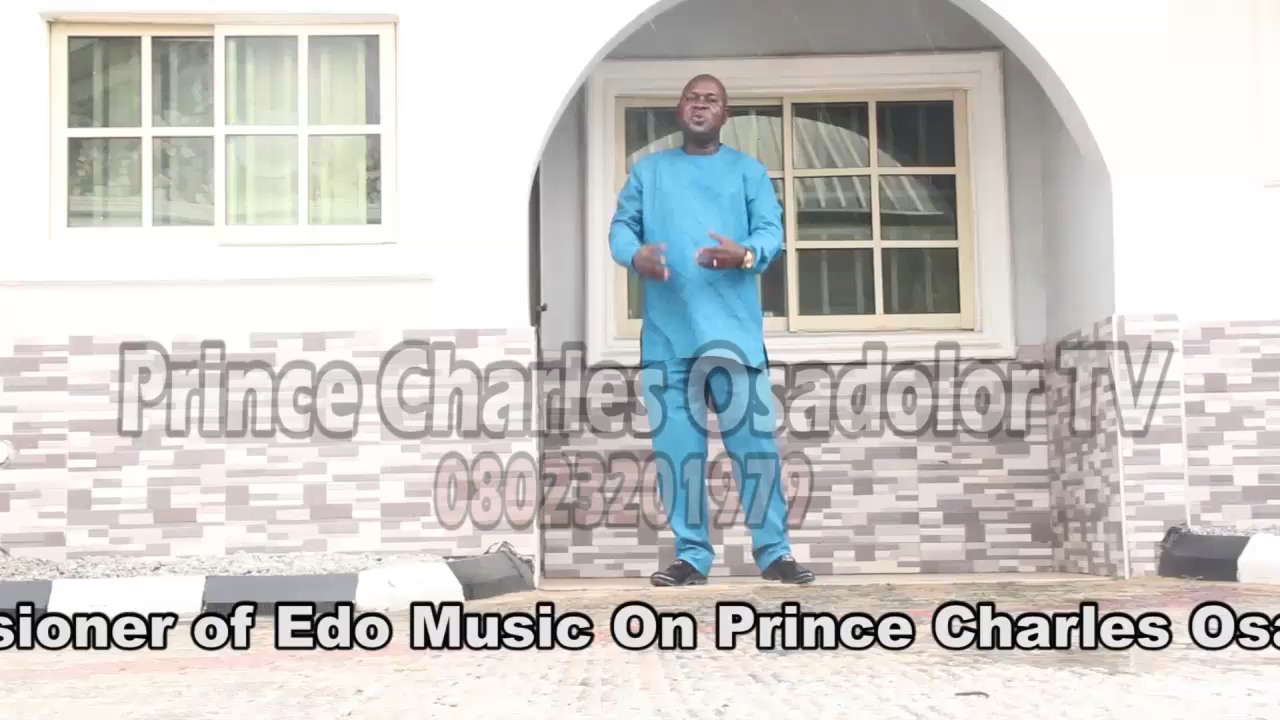 Prince Charles Osadolor TV
08023201979
sioner of Edo Music On Prince Charles Osa